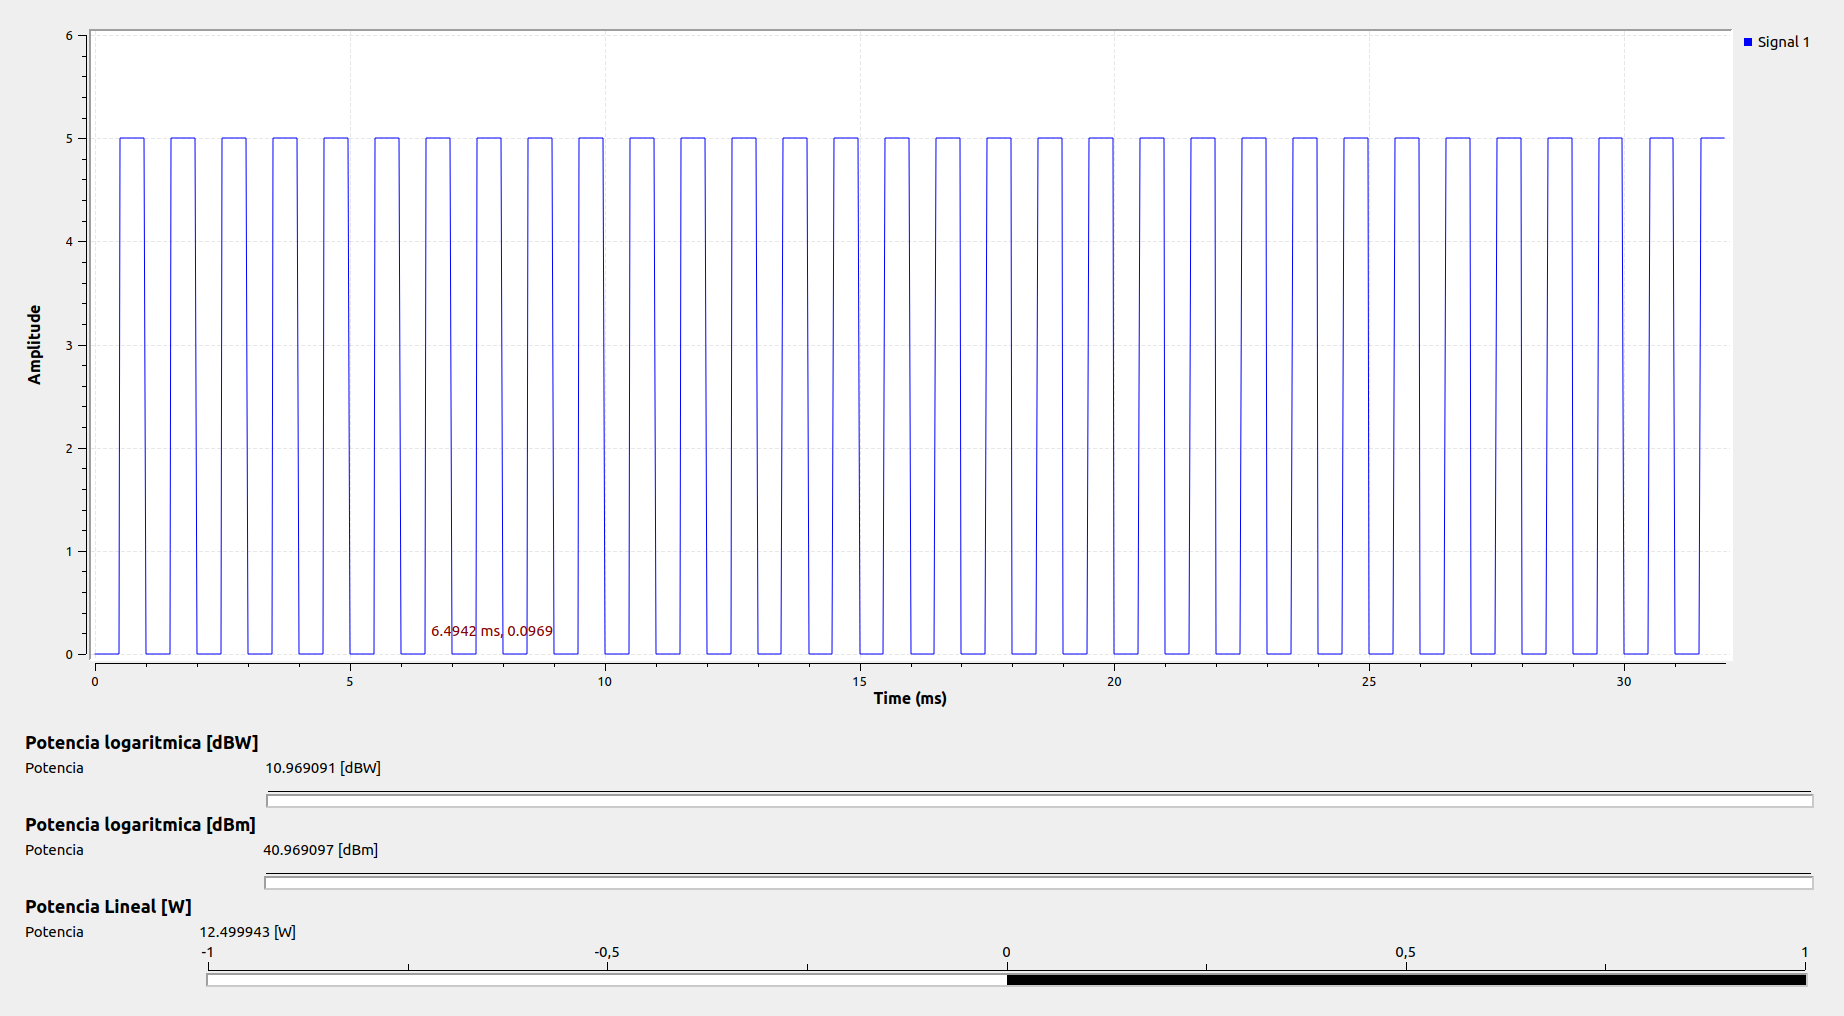 Signal 1
6
5
4
3
2
1
0
Amplitude
6.4942 ms, 0.0969
0 5 10 15 20 25 30
Time (ms)
Potencia logaritmica [dBW]
Potencia 10.969091 [dBW]
Potencia logaritmica [dBm]
Potencia 40.969097 [dBm]
Potencia Lineal [W]
Potencia 12.499943 [W]
-1 -0,5 0 0,5 1